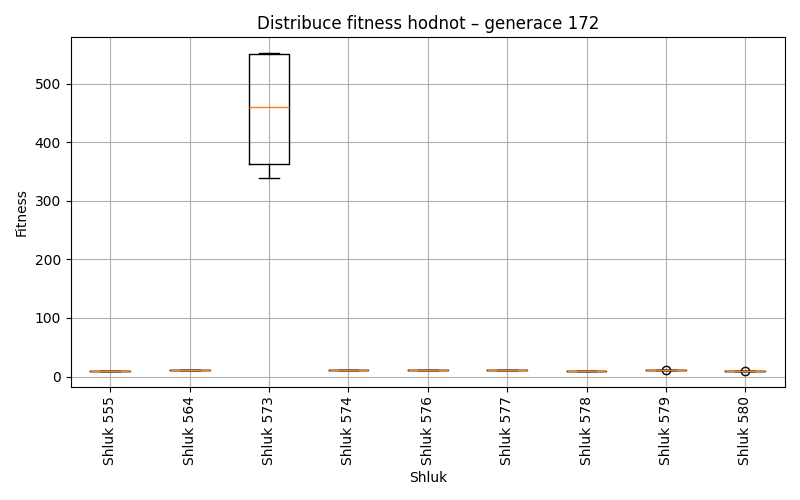 Distribuce fitness hodnot – generace 172
Fitness
500
400
300
200
100
0
Shluk 555
Shluk 564
Shluk 573
Shluk 574
Shluk 576
Shluk 577
Shluk 578
Shluk 579
Shluk 580
Shluk